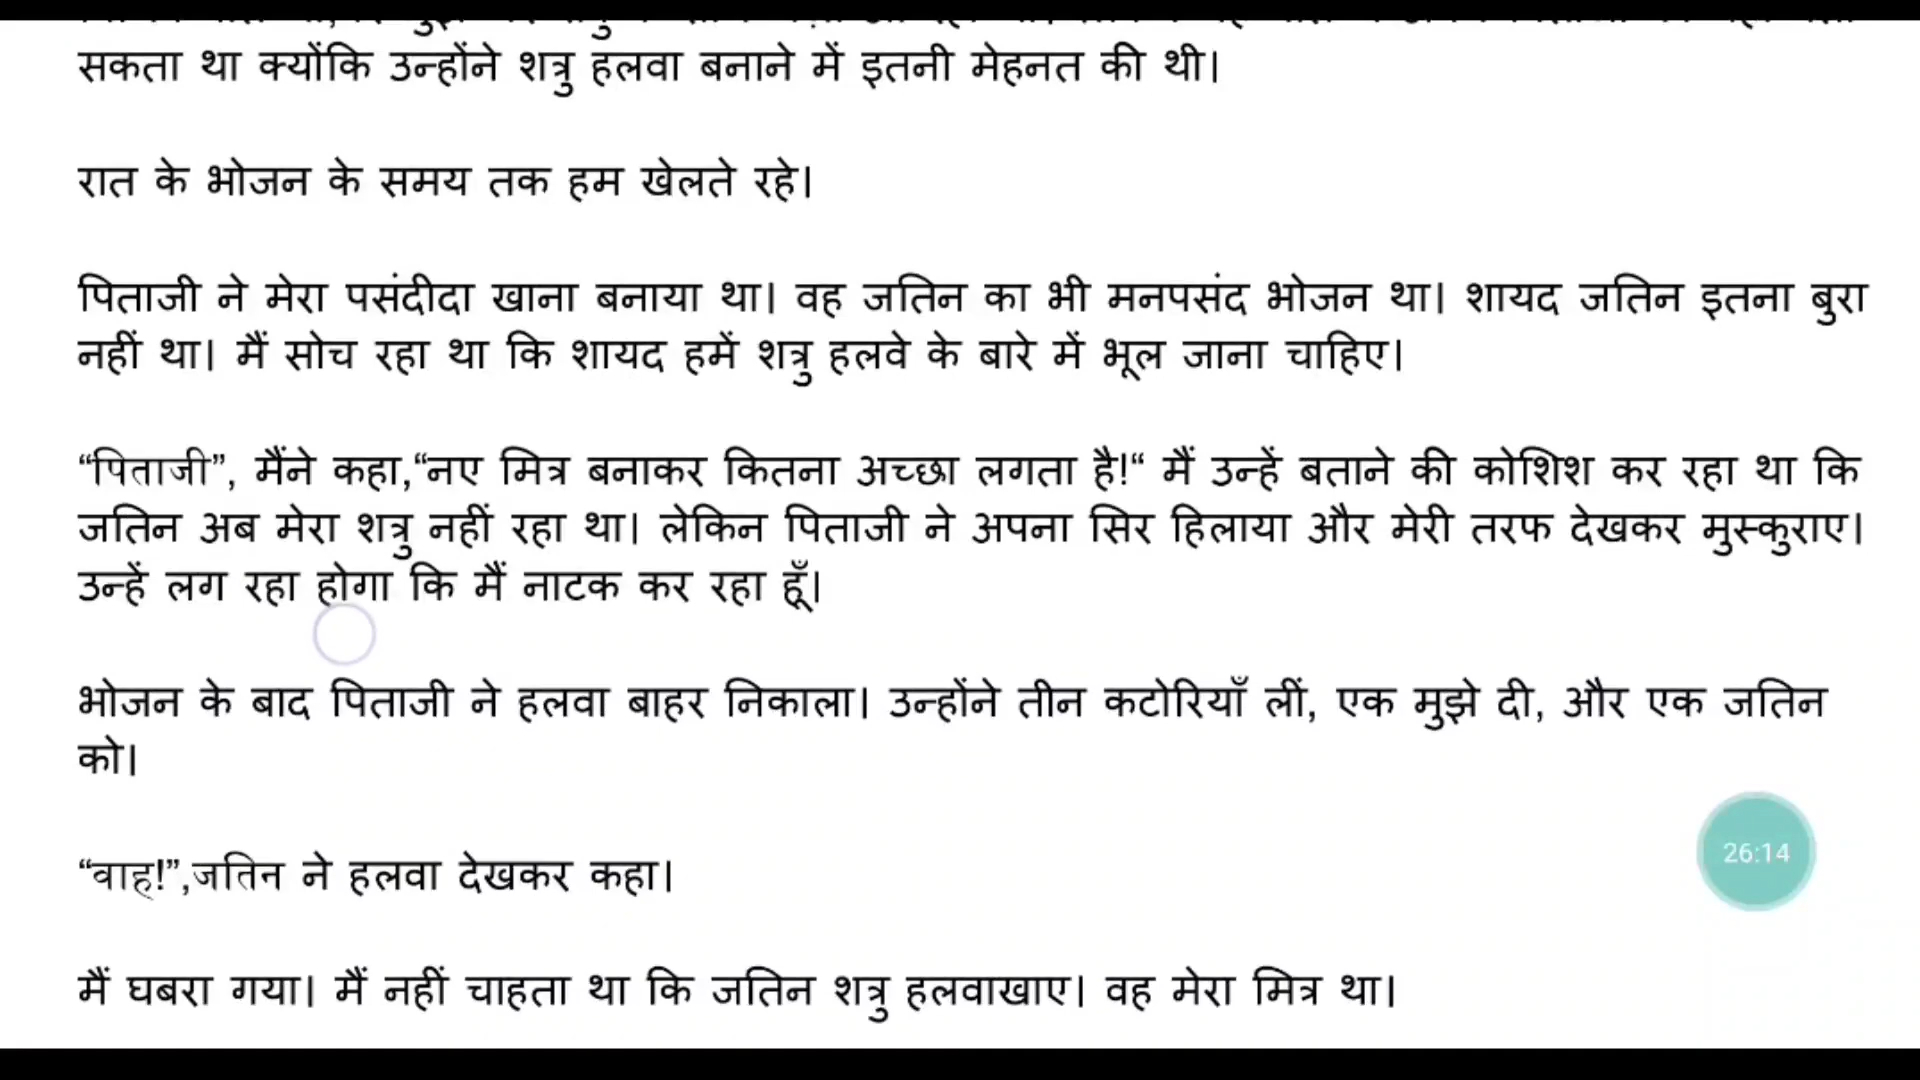 सकता था क्योंकि उन्होंने शत्रु हलवा बनाने में इतनी मेहनत की थी।
रात के भोजन के समय तक हम खेलते रहे।
पिताजी ने मेरा पसंदीदा खाना बनाया था। वह जतिन का भी मनपसंद भोजन था। शायद जतिन इतना बुरा
नहीं था। मैं सोच रहा था कि शायद हमें शत्रु हलवे के बारे में भूल जाना चाहिए।
“पिताजी”, मैंने कहा,“नए मित्र बनाकर कितना अच्छा लगता है!“ मैं उन्हें बताने की कोशिश कर रहा था कि
जतिन अब मेरा शत्रु नहीं रहा था। लेकिन पिताजी ने अपना सिर हिलाया और मेरी तरफ देखकर मुस्कुराए।
उन्हें लग रहा होगा कि मैं नाटक कर रहा हूँ।
भोजन के बाद पिताजी ने हलवा बाहर निकाला। उन्होंने तीन कटोरियाँ लीं, एक मुझे दी, और एक जतिन
को।
“वाह!”,जतिन ने हलवा देखकर कहा।
26:14
मैं घबरा गया। मैं नहीं चाहता था कि जतिन शत्रु हलवाखाए। वह मेरा मित्र था।